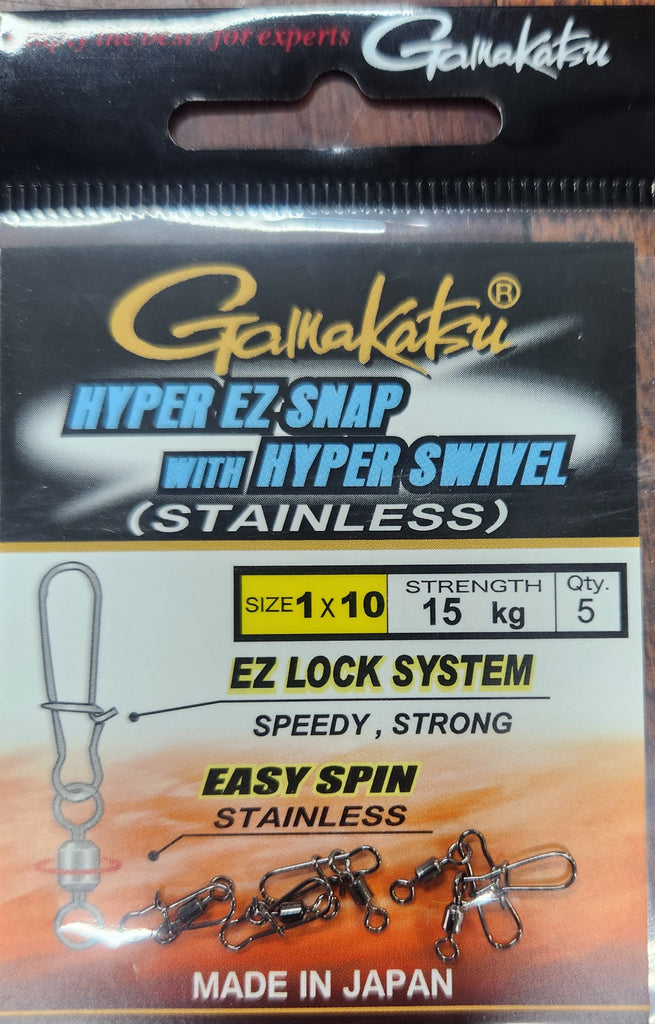 the best, for experts Gamakatsu
Gamakatsu®
HYPER EZ SNAP
WITH HYPER SWIVEL
(STAINLESS)
SIZE 1 x 10 STRENGTH 15 kg Qty. 5
EZ LOCK SYSTEM
SPEEDY, STRONG
EASY SPIN
STAINLESS
MADE IN JAPAN